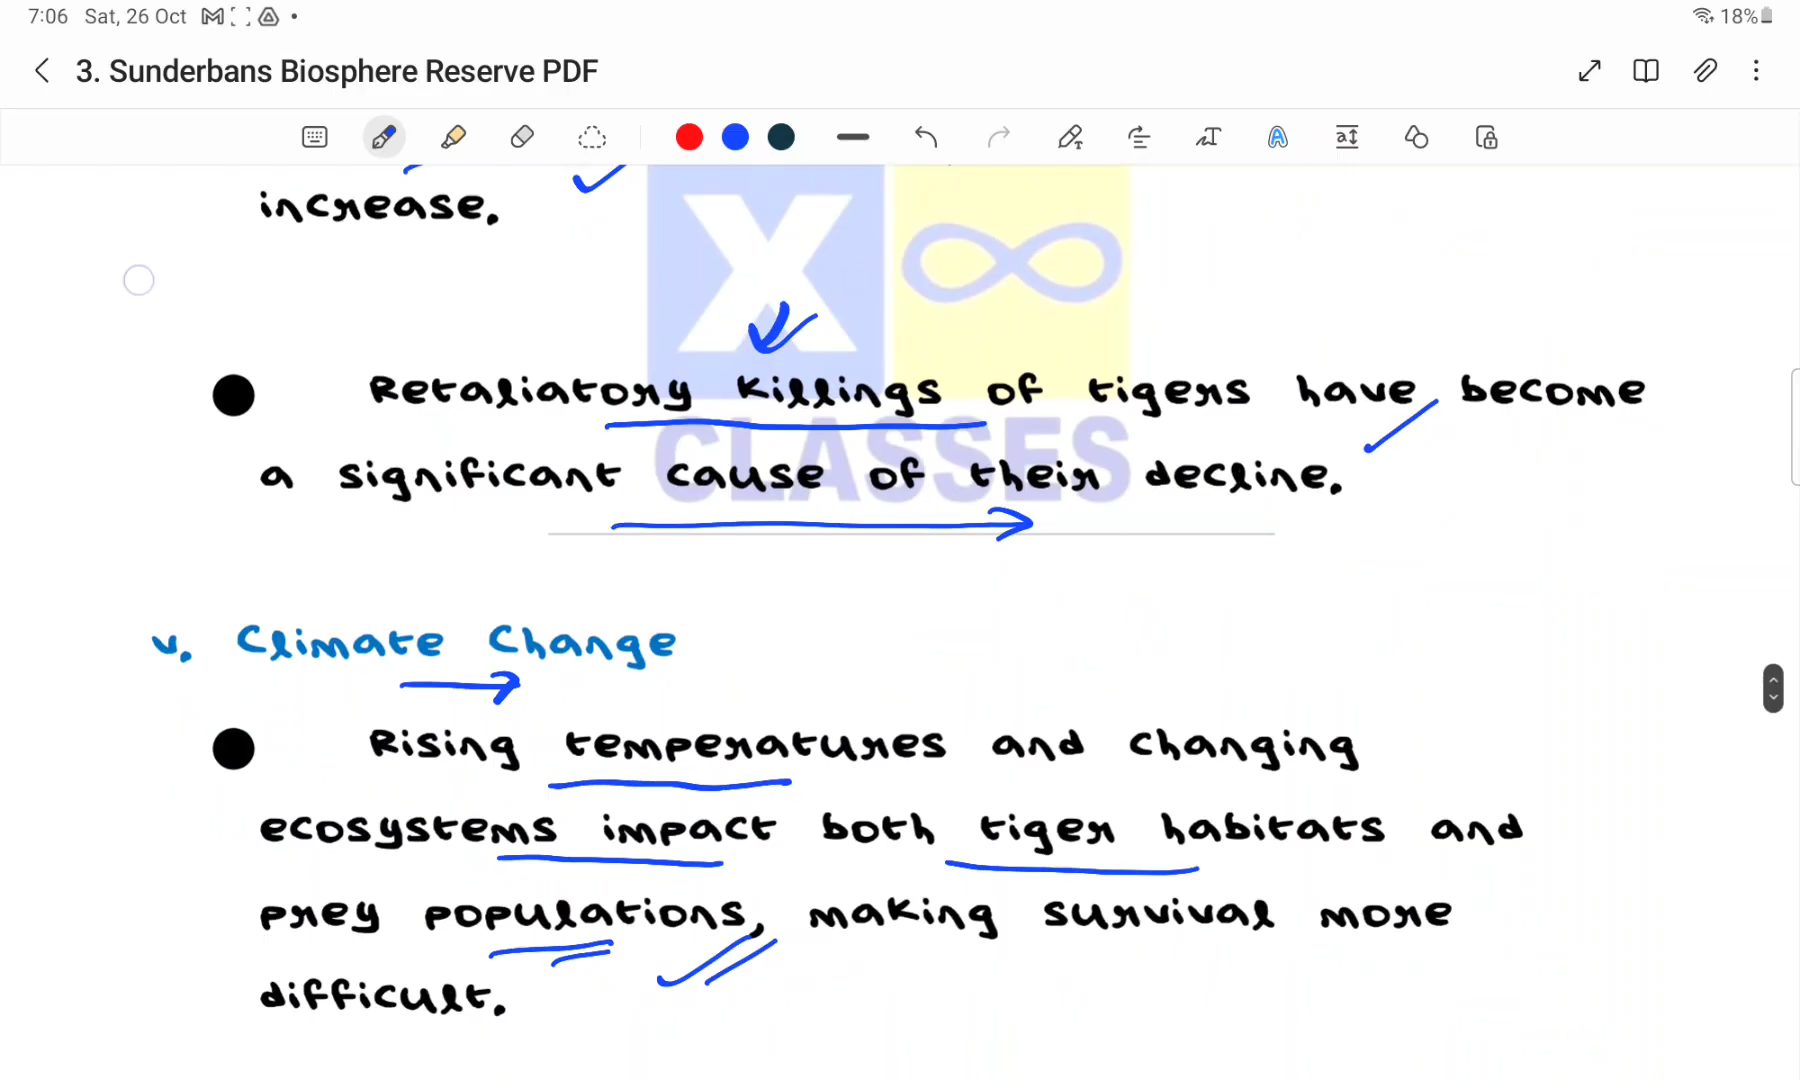 7:06 Sat, 26 Oct
18%
3. Sunderbans Biosphere Reserve PDF
increase.
X
CLASSES
● Retaliatory killings of tigers have become
a significant cause of their decline.
v. Climate Change
● Rising temperatures and changing
ecosystems impact both tiger habitats and
prey populations, making survival more
difficult.